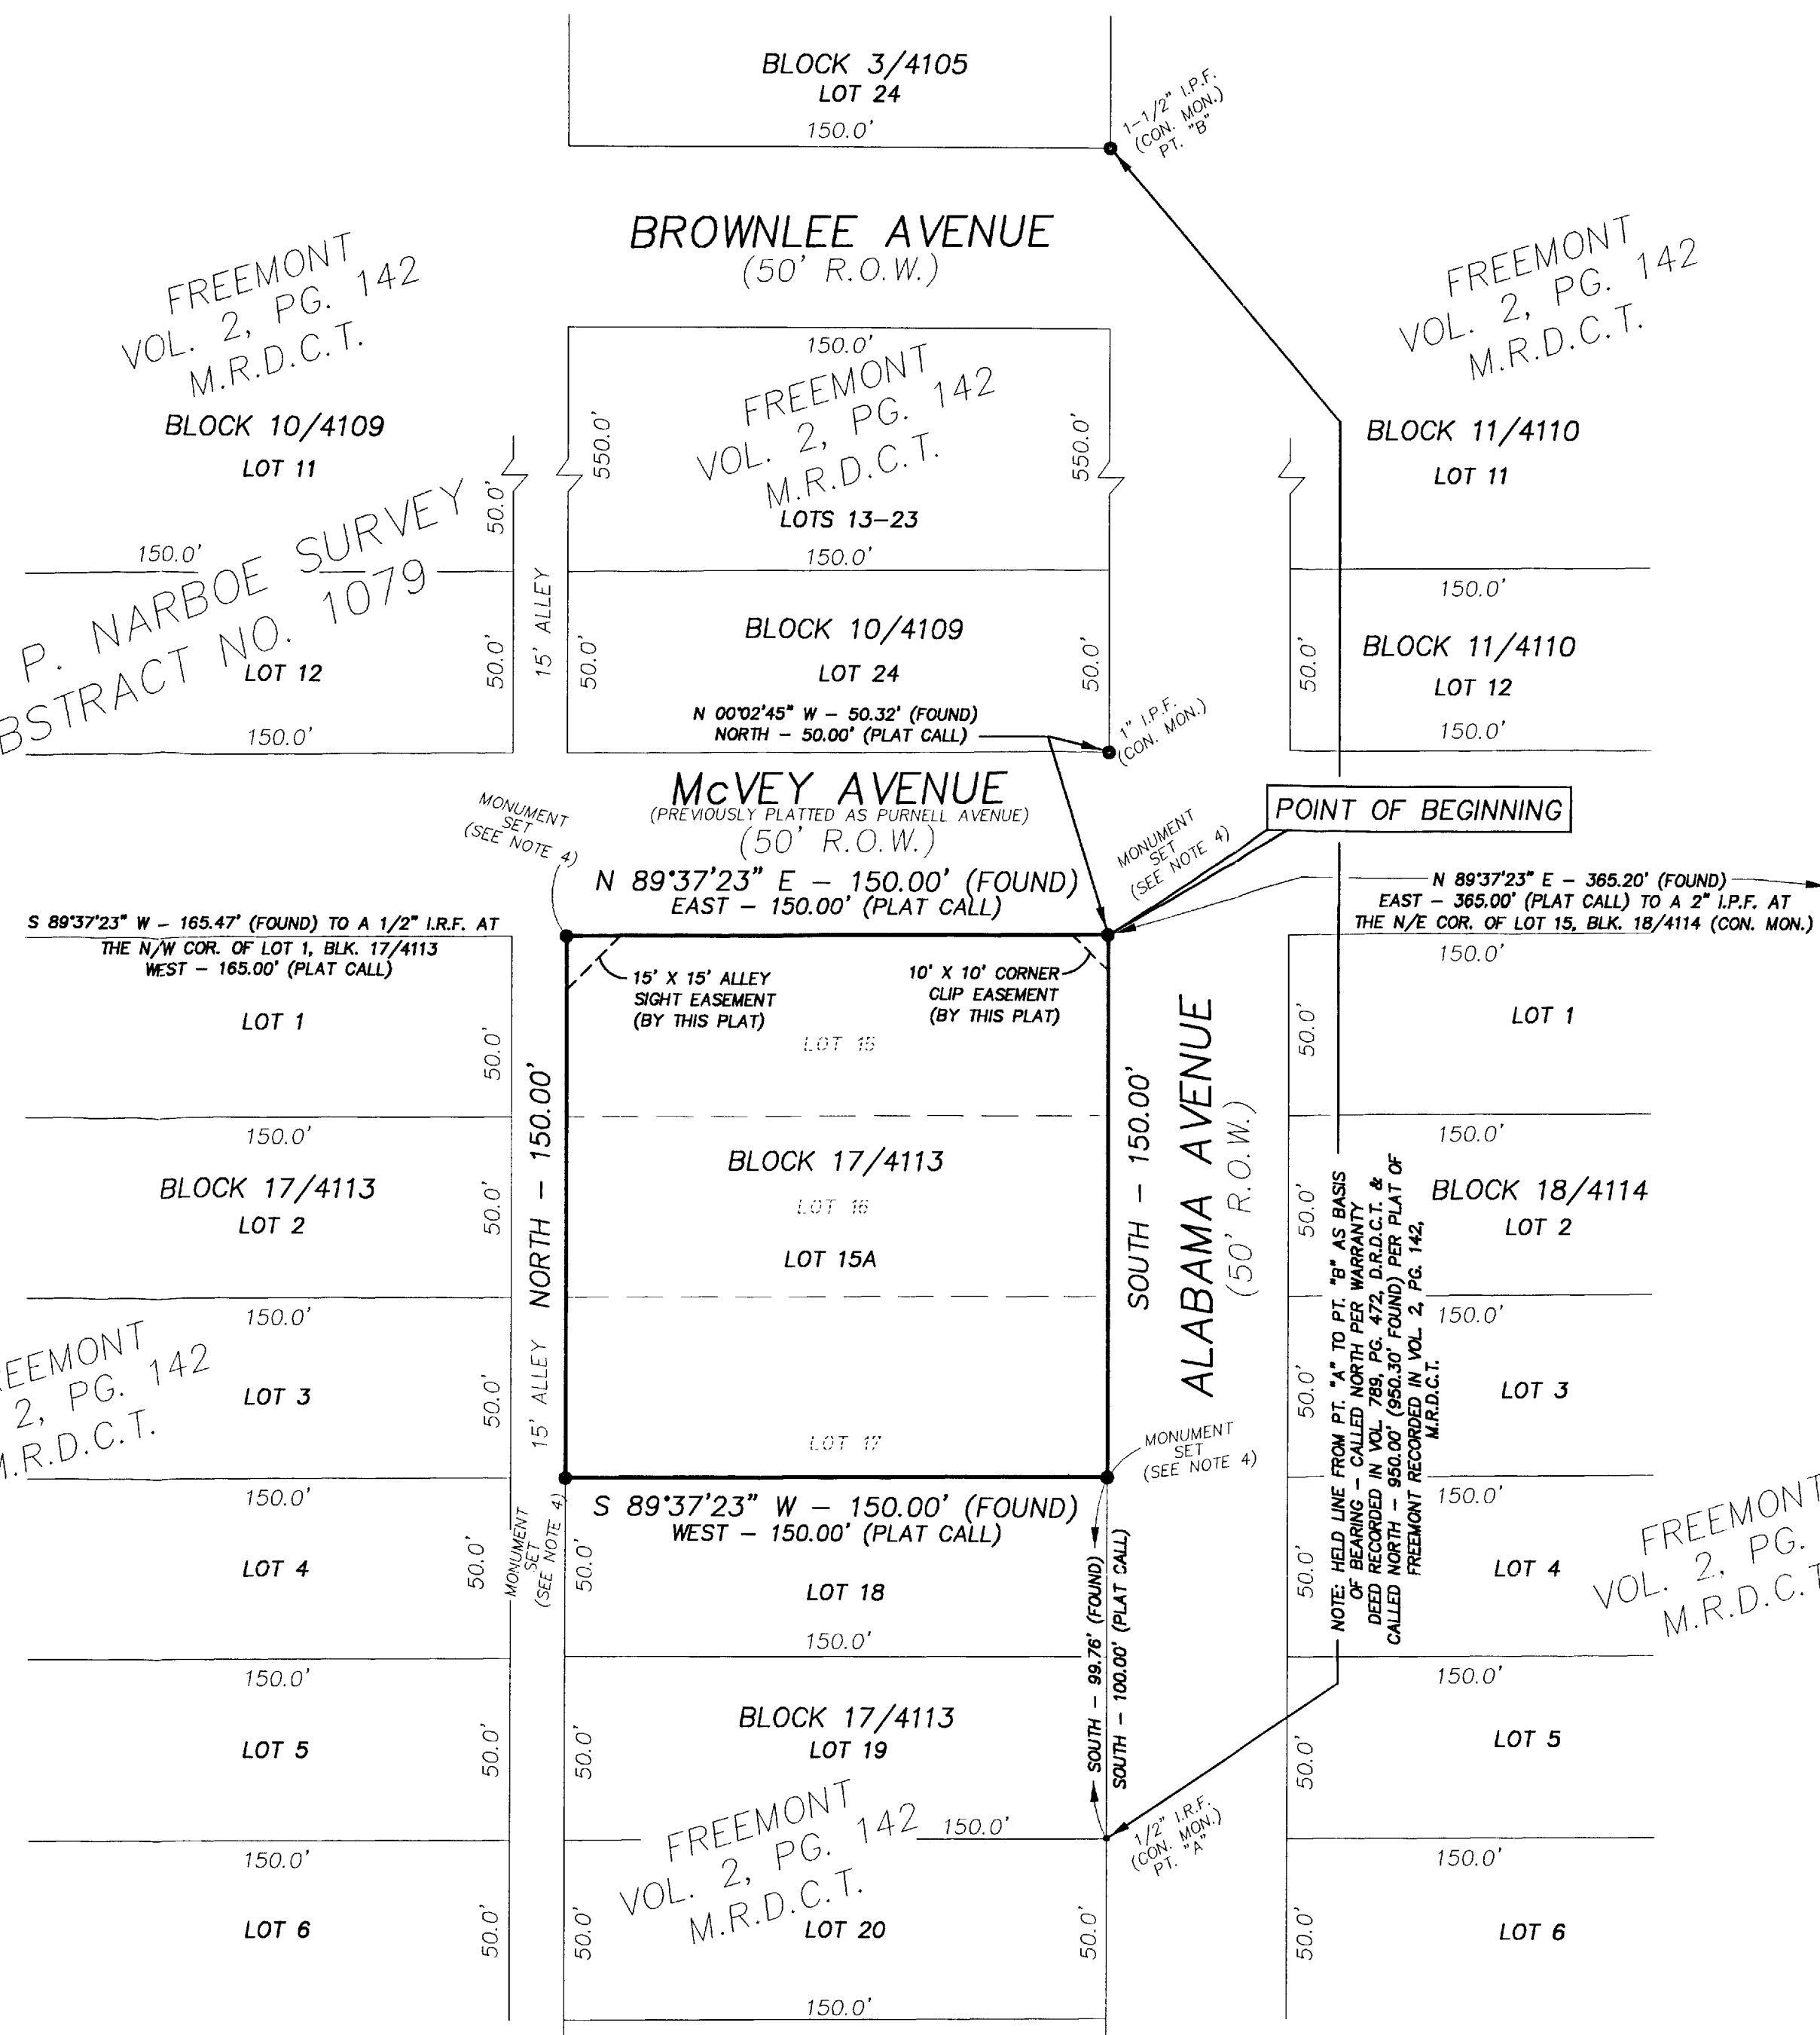 BLOCK 3/4105
LOT 24
150.0'
1-1/2" I.P.F.
(CON. MON.)
PT. "B"
BROWNLEE AVENUE
(50' R.O.W.)
FREEMONT
VOL. 2, PG. 142
M.R.D.C.T.
FREEMONT
VOL. 2, PG. 142
M.R.D.C.T.
150.0'
FREEMONT
VOL. 2, PG. 142
M.R.D.C.T.
550.0'
550.0'
LOTS 13-23
150.0'
BLOCK 10/4109
LOT 11
50.0'
150.0'
BLOCK 11/4110
LOT 11
150.0'
P. NARBOE SURVEY
BSTRACT NO. 1079
LOT 12
50.0'
150.0'
15' ALLEY
50.0'
BLOCK 10/4109
LOT 24
50.0'
N 00°02'45" W - 50.32' (FOUND)
NORTH - 50.00' (PLAT CALL)
1" I.P.F.
(CON. MON.)
50.0'
BLOCK 11/4110
LOT 12
150.0'
McVEY AVENUE
(PREVIOUSLY PLATTED AS PURNELL AVENUE)
(50' R.O.W.)
MONUMENT
SET
(SEE NOTE 4)
MONUMENT
SET
(SEE NOTE 4)
POINT OF BEGINNING
N 89°37'23" E - 150.00' (FOUND)
EAST - 150.00' (PLAT CALL)
N 89°37'23" E - 365.20' (FOUND)
EAST - 365.00' (PLAT CALL) TO A 2" I.P.F. AT
THE N/E COR. OF LOT 15, BLK. 18/4114 (CON. MON.)
S 89°37'23" W - 165.47' (FOUND) TO A 1/2" I.R.F. AT
THE N/W COR. OF LOT 1, BLK. 17/4113
WEST - 165.00' (PLAT CALL)
15' X 15' ALLEY
SIGHT EASEMENT
(BY THIS PLAT)
10' X 10' CORNER
CLIP EASEMENT
(BY THIS PLAT)
LOT 1
50.0'
150.0'
BLOCK 17/4113
LOT 2
50.0'
150.0'
LOT 3
50.0'
150.0'
LOT 4
50.0'
150.0'
LOT 5
50.0'
150.0'
LOT 6
50.0'
REEMONT
2, PG. 142
M.R.D.C.T.
NORTH - 150.00'
15' ALLEY
LOT 15
BLOCK 17/4113
LOT 16
LOT 15A
LOT 17
SOUTH - 150.00'
ALABAMA AVENUE
(50' R.O.W.)
MONUMENT
SET
(SEE NOTE 4)
MONUMENT
SET
(SEE NOTE 4)
S 89°37'23" W - 150.00' (FOUND)
WEST - 150.00' (PLAT CALL)
50.0'
LOT 18
150.0'
SOUTH - 99.76' (FOUND)
SOUTH - 100.00' (PLAT CALL)
BLOCK 17/4113
LOT 19
50.0'
150.0'
FREEMONT
VOL. 2, PG. 142
M.R.D.C.T.
1/2" I.R.F.
(CON. MON.)
PT. "A"
50.0'
LOT 20
50.0'
150.0'
NOTE: HELD LINE FROM PT. "A" TO PT. "B" AS BASIS
OF BEARING - CALLED NORTH PER WARRANTY
DEED RECORDED IN VOL. 789, PG. 472, D.R.D.C.T. &
CALLED NORTH - 950.00' (950.30' FOUND) PER PLAT OF
FREEMONT RECORDED IN VOL. 2, PG. 142,
M.R.D.C.T.
150.0'
50.0'
LOT 1
150.0'
50.0'
BLOCK 18/4114
LOT 2
150.0'
50.0'
LOT 3
150.0'
50.0'
LOT 4
150.0'
50.0'
LOT 5
150.0'
50.0'
LOT 6
FREEMONT
VOL. 2, PG.
M.R.D.C.T